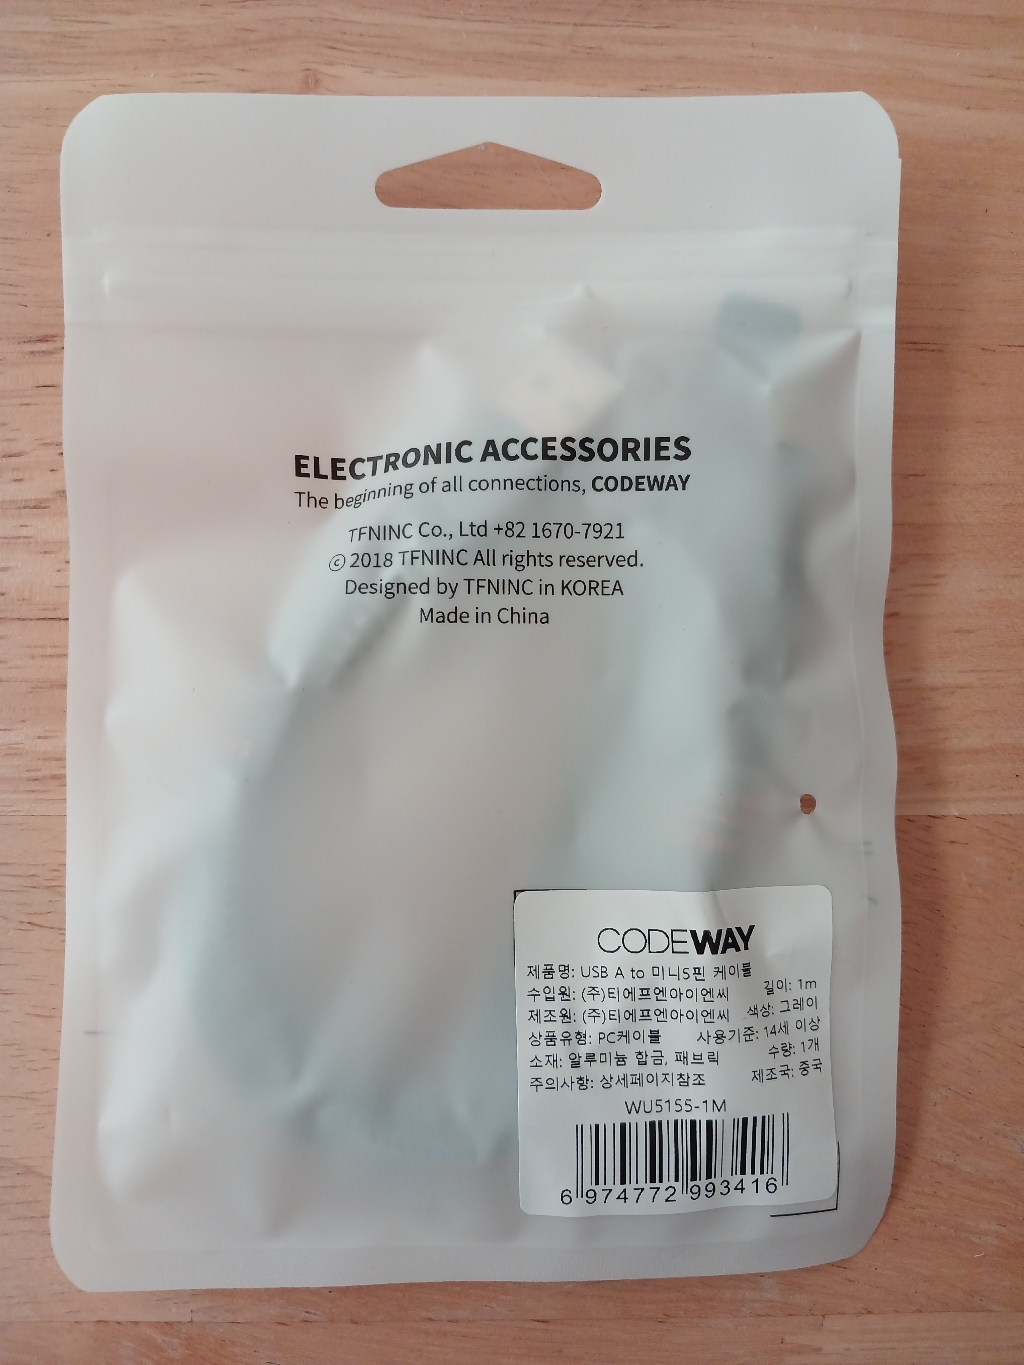 ELECTRONIC ACCESSORIES
The beginning of all connections, CODEWAY
TFNINC Co., Ltd +82 1670-7921
ⓒ 2018 TFNINC All rights reserved.
Designed by TFNINC in KOREA
Made in China
CODEWAY
제품명: USB A to 미니5핀 케이블
수입원: (주)티에프엔아이엔씨 길이: 1m
제조원: (주)티에프엔아이엔씨 색상: 그레이
상품유형: PC케이블 사용기준: 14세 이상
소재: 알루미늄 합금, 패브릭 수량: 1개
주의사항: 상세페이지참조 제조국: 중국
WU5155-1M
6 974772 993416